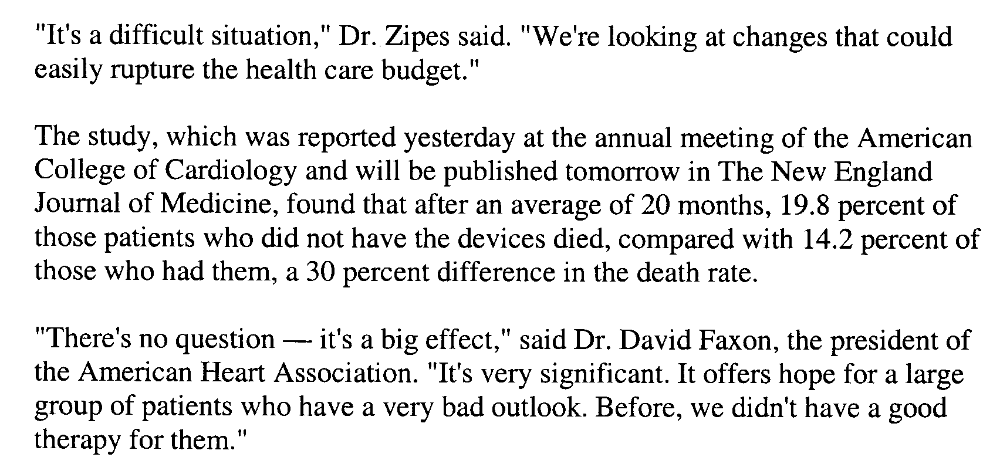 "It's a difficult situation," Dr. Zipes said. "We're looking at changes that could
easily rupture the health care budget."
The study, which was reported yesterday at the annual meeting of the American
College of Cardiology and will be published tomorrow in The New England
Journal of Medicine, found that after an average of 20 months, 19.8 percent of
those patients who did not have the devices died, compared with 14.2 percent of
those who had them, a 30 percent difference in the death rate.
"There's no question — it's a big effect," said Dr. David Faxon, the president of
the American Heart Association. "It's very significant. It offers hope for a large
group of patients who have a very bad outlook. Before, we didn't have a good
therapy for them."